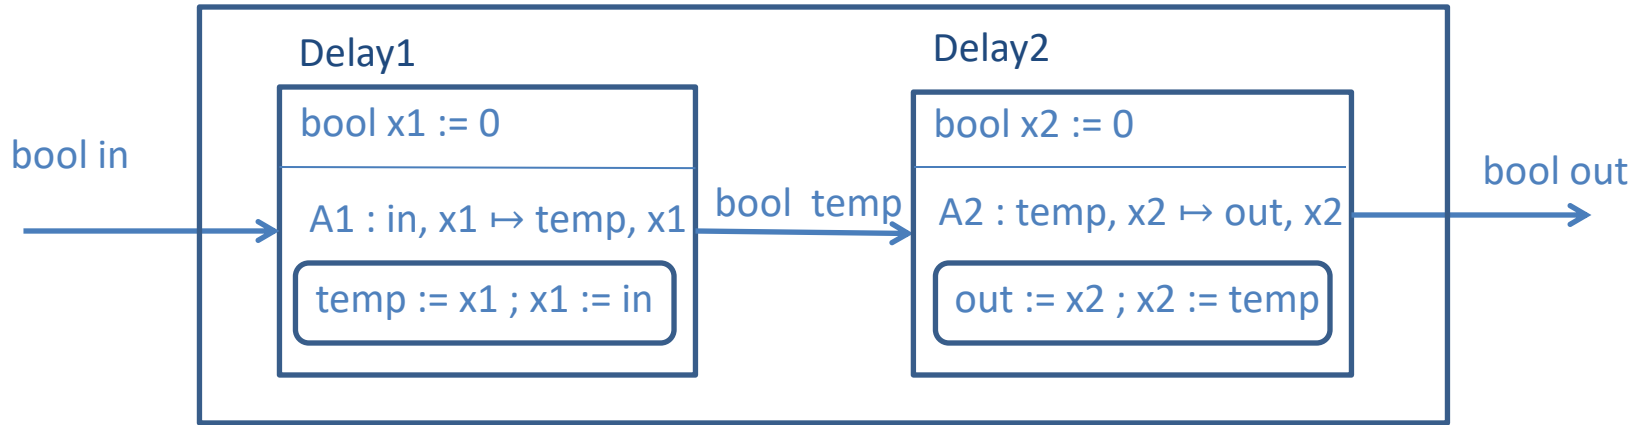 Delay1
Delay2
bool x1 := 0
bool x2 := 0
bool in
bool out
A1 : in, x1 ↦ temp, x1
bool temp
A2 : temp, x2 ↦ out, x2
temp := x1 ; x1 := in
out := x2 ; x2 := temp